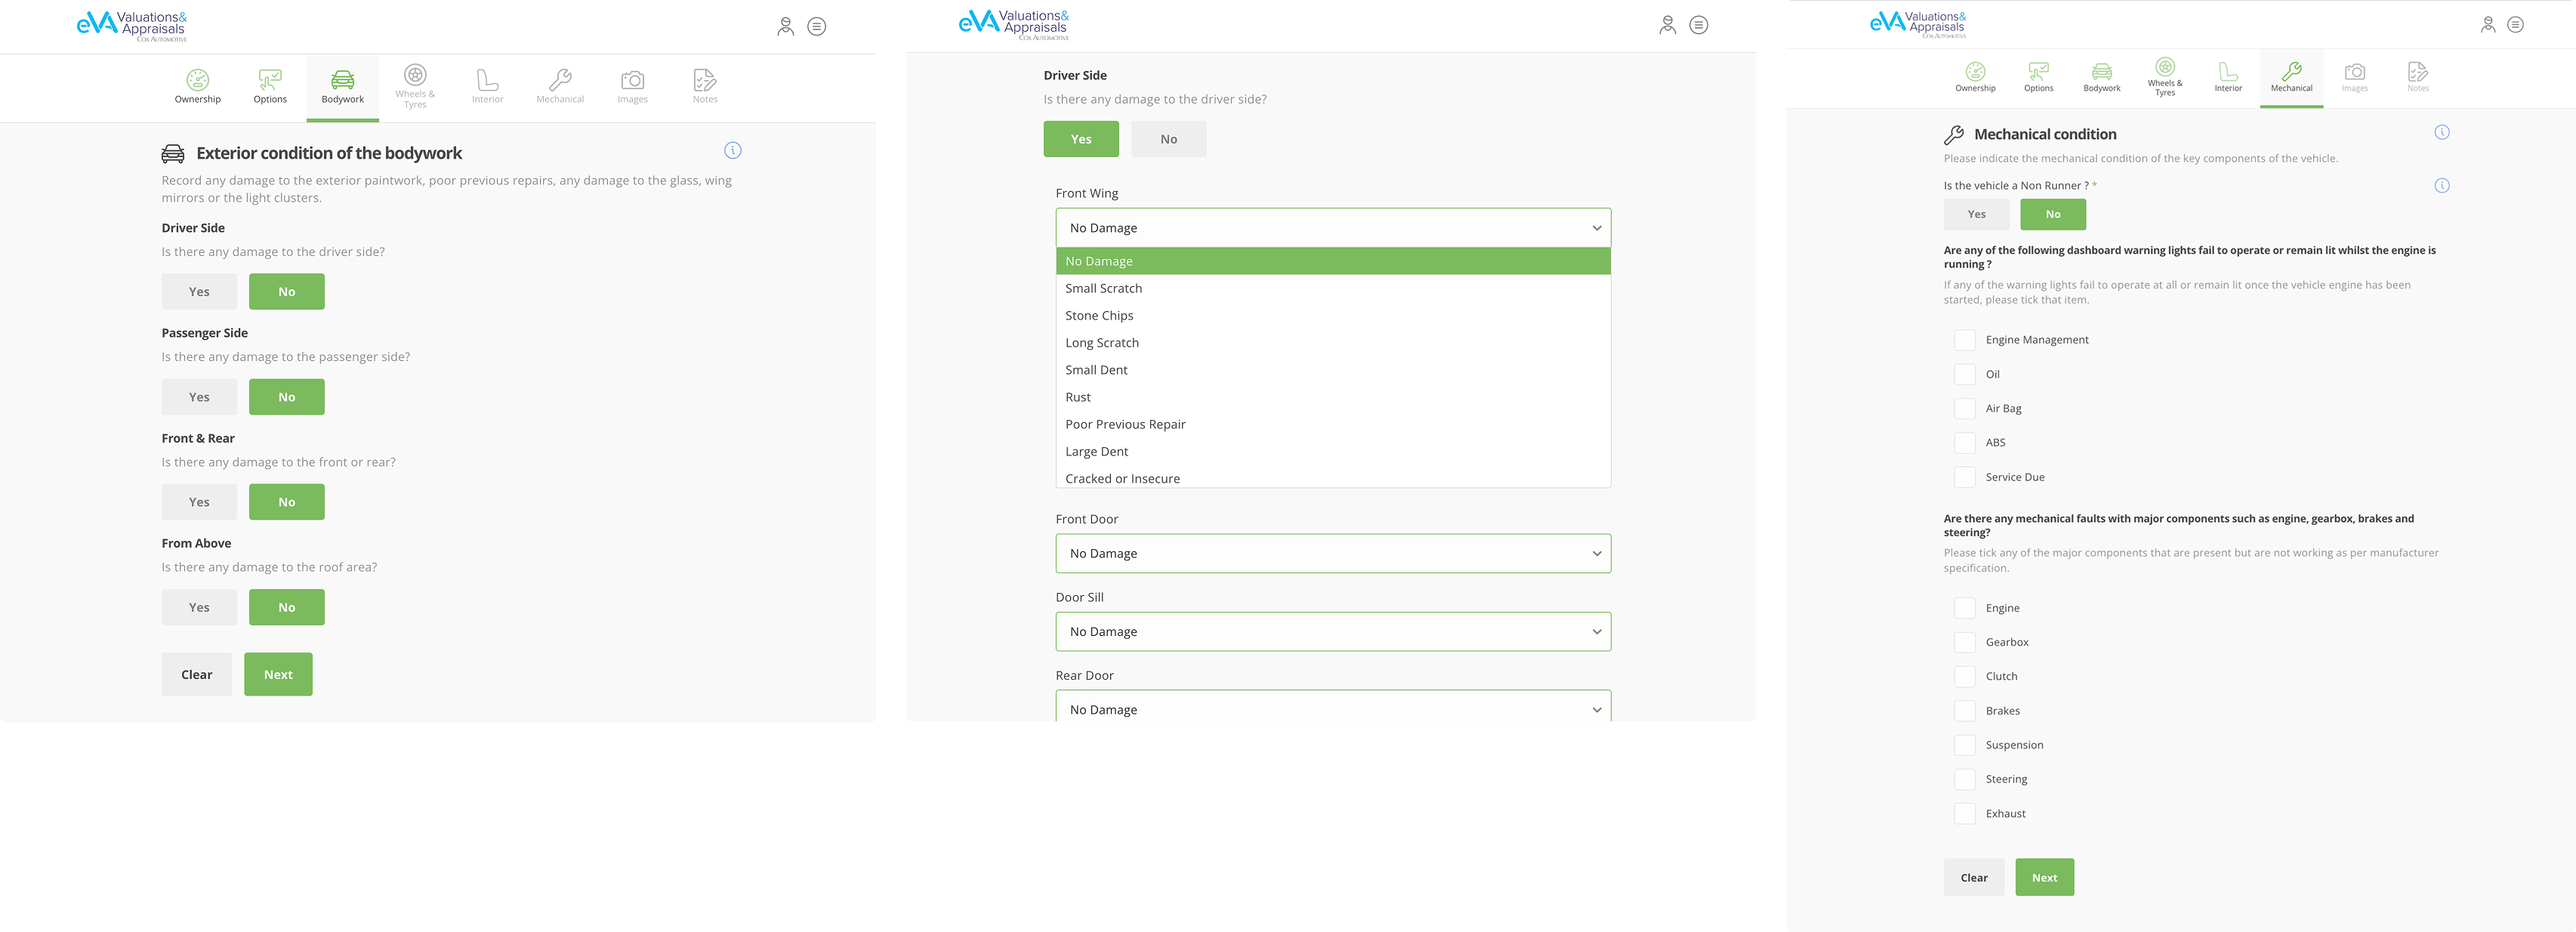 eVA Valuations& Appraisals
COX AUTOMOTIVE
Ownership
Options
Bodywork
Wheels &
Tyres
Interior
Mechanical
Images
Notes
Exterior condition of the bodywork
Record any damage to the exterior paintwork, poor previous repairs, any damage to the glass, wing
mirrors or the light clusters.
Driver Side
Is there any damage to the driver side?
Yes No
Passenger Side
Is there any damage to the passenger side?
Yes No
Front & Rear
Is there any damage to the front or rear?
Yes No
From Above
Is there any damage to the roof area?
Yes No
Clear Next
eVA Valuations& Appraisals
COX AUTOMOTIVE
Driver Side
Is there any damage to the driver side?
Yes No
Front Wing
No Damage
No Damage
Small Scratch
Stone Chips
Long Scratch
Small Dent
Rust
Poor Previous Repair
Large Dent
Cracked or Insecure
Front Door
No Damage
Door Sill
No Damage
Rear Door
No Damage
eVA Valuations& Appraisals
COX AUTOMOTIVE
Ownership
Options
Bodywork
Wheels &
Tyres
Interior
Mechanical
Images
Notes
Mechanical condition
Please indicate the mechanical condition of the key components of the vehicle.
Is the vehicle a Non Runner ? *
Yes No
Are any of the following dashboard warning lights fail to operate or remain lit whilst the engine is
running ?
If any of the warning lights fail to operate at all or remain lit once the vehicle engine has been
started, please tick that item.
Engine Management
Oil
Air Bag
ABS
Service Due
Are there any mechanical faults with major components such as engine, gearbox, brakes and
steering?
Please tick any of the major components that are present but are not working as per manufacturer
specification.
Engine
Gearbox
Clutch
Brakes
Suspension
Steering
Exhaust
Clear Next